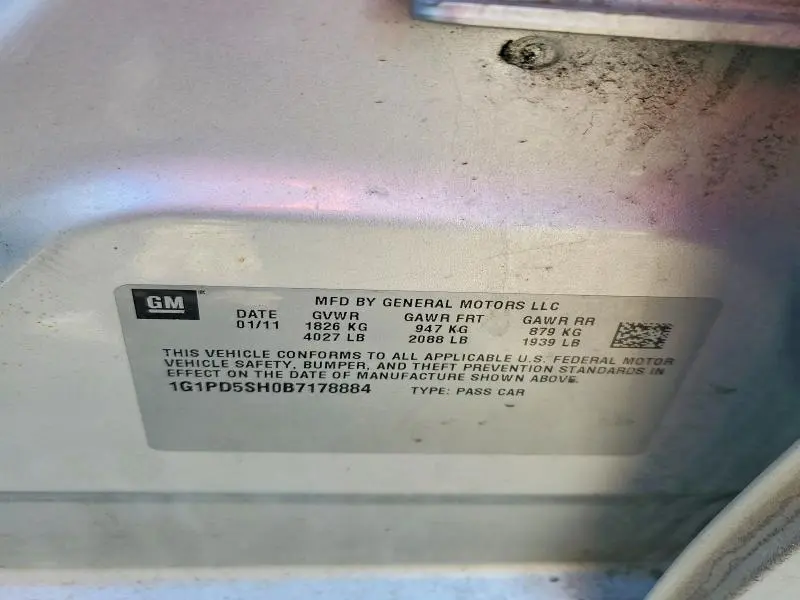 GM
MFD BY GENERAL MOTORS LLC
DATE GVWR GAWR FRT GAWR RR
01/11 1826 KG 947 KG 879 KG
4027 LB 2088 LB 1939 LB
THIS VEHICLE CONFORMS TO ALL APPLICABLE U.S. FEDERAL MOTOR
VEHICLE SAFETY, BUMPER, AND THEFT PREVENTION STANDARDS IN
EFFECT ON THE DATE OF MANUFACTURE SHOWN ABOVE.
1G1PD5SH0B7178884 TYPE: PASS CAR